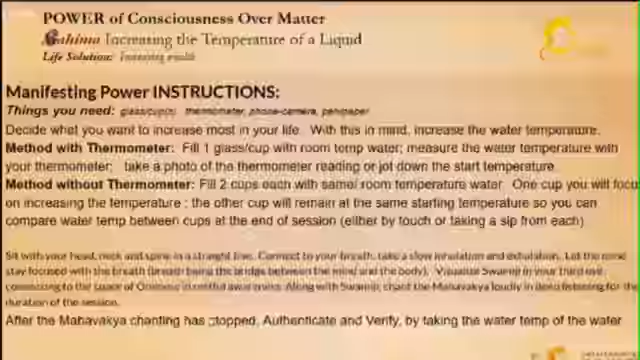 POWER of Consciousness Over Matter
Increasing the Temperature of a Liquid
Life Solution: Increasing wealth
Manifesting Power INSTRUCTIONS:
Things you need: glass/cup(s) thermometer, phone-camera, pen/paper
Decide what you want to increase most in your life. With this in mind, increase the water temperature.
Method with Thermometer: Fill 1 glass/cup with room temp water; measure the water temperature with
your thermometer; take a photo of the thermometer reading or jot down the start temperature
Method without Thermometer: Fill 2 cups each with same/ room temperature water. One cup you will focus
on increasing the temperature ; the other cup will remain at the same starting temperature so you can
compare water temp between cups at the end of session (either by touch or taking a sip from each)
Sit with your head, neck and spine in a straight line. Connect to your breath, take a slow inhalation and exhalation. Let the mind
stay focused with the breath (breath being the bridge between the mind and the body). Visualize Swamiji in your third eye
connecting to the space of Oneness in restful awareness. Along with Swamiji, chant the Mahavakya loudly in deep listening for the
duration of the session.
After the Mahavakya chanting has stopped, Authenticate and Verify, by taking the water temp of the water